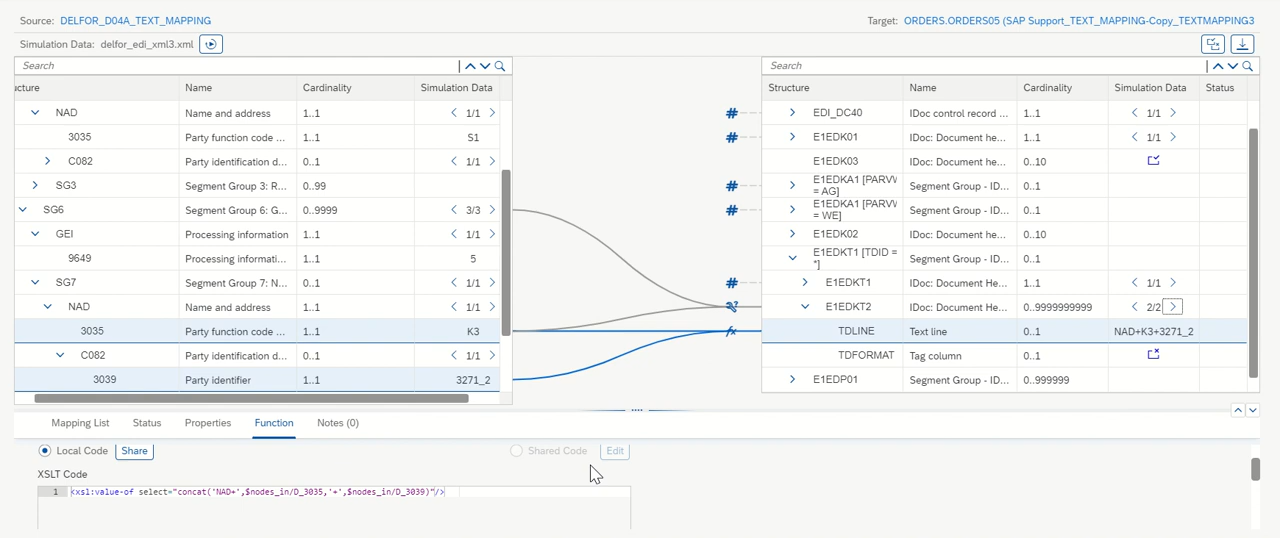 Source: DELFOR_D04A_TEXT_MAPPING
Target: ORDERS.ORDERS05 (SAP Support_TEXT_MAPPING-Copy_TEXTMAPPING3
Simulation Data: delfor_edi_xml3.xml
Search
ucture Name Cardinality Simulation Data
NAD Name and address 1..1 1/1
3035 Party function code ... 1..1 S1
C082 Party identification d... 0..1 1/1
SG3 Segment Group 3: R... 0..99
SG6 Segment Group 6: G... 0..9999 3/3
GEI Processing information 1..1 1/1
9649 Processing informati... 1..1 5
SG7 Segment Group 7: N... 1..1 1/1
NAD Name and address 1..1 1/1
3035 Party function code ... 1..1 K3
C082 Party identification d... 0..1 1/1
3039 Party identifier 1..1 3271_2
# 
#
#
#
#
fx
Search
Structure Name Cardinality Simulation Data Status
EDI_DC40 IDoc control record ... 1..1 1/1
E1EDK01 IDoc: Document he... 1..1 1/1
E1EDK03 IDoc: Document he... 0..10
E1EDKA1 [PARVW
= AG] Segment Group - ID... 0..1
E1EDKA1 [PARVW
= WE] Segment Group - ID... 0..1
E1EDK02 IDoc: Document he... 0..10
E1EDKT1 [TDID =
*] Segment Group - ID... 0..1
E1EDKT1 IDoc: Document He... 1..1 1/1
E1EDKT2 IDoc: Document He... 0..9999999999 2/2
TDLINE Text line 0..1 NAD+K3+3271_2
TDFORMAT Tag column 0..1
E1EDP01 Segment Group - ID... 0..999999
Mapping List Status Properties Function Notes (0)
Local Code Share Shared Code Edit
XSLT Code
1 <xsl:value-of select="concat('NAD+',$nodes_in/D_3035,'+',$nodes_in/D_3039)"/>